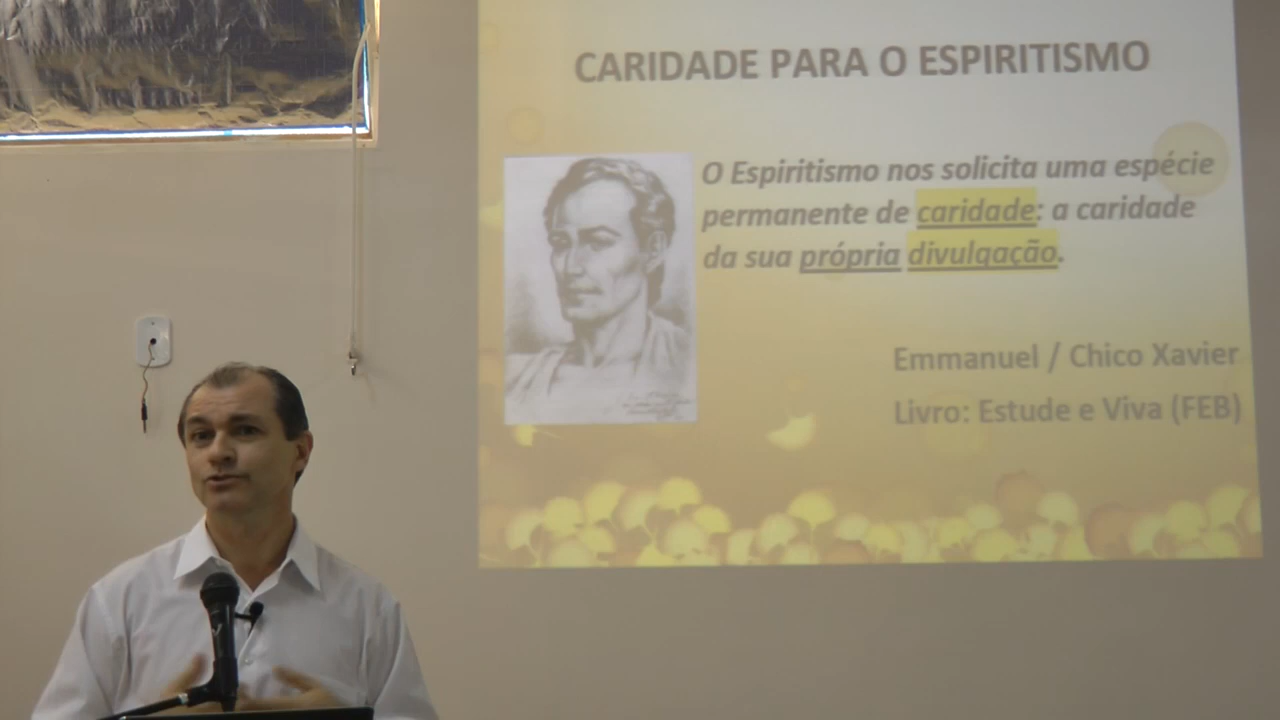 CARIDADE PARA O ESPIRITISMO
O Espiritismo nos solicita uma espécie
permanente de caridade: a caridade
da sua própria divulgação.
Emmanuel / Chico Xavier
Livro: Estude e Viva (FEB)